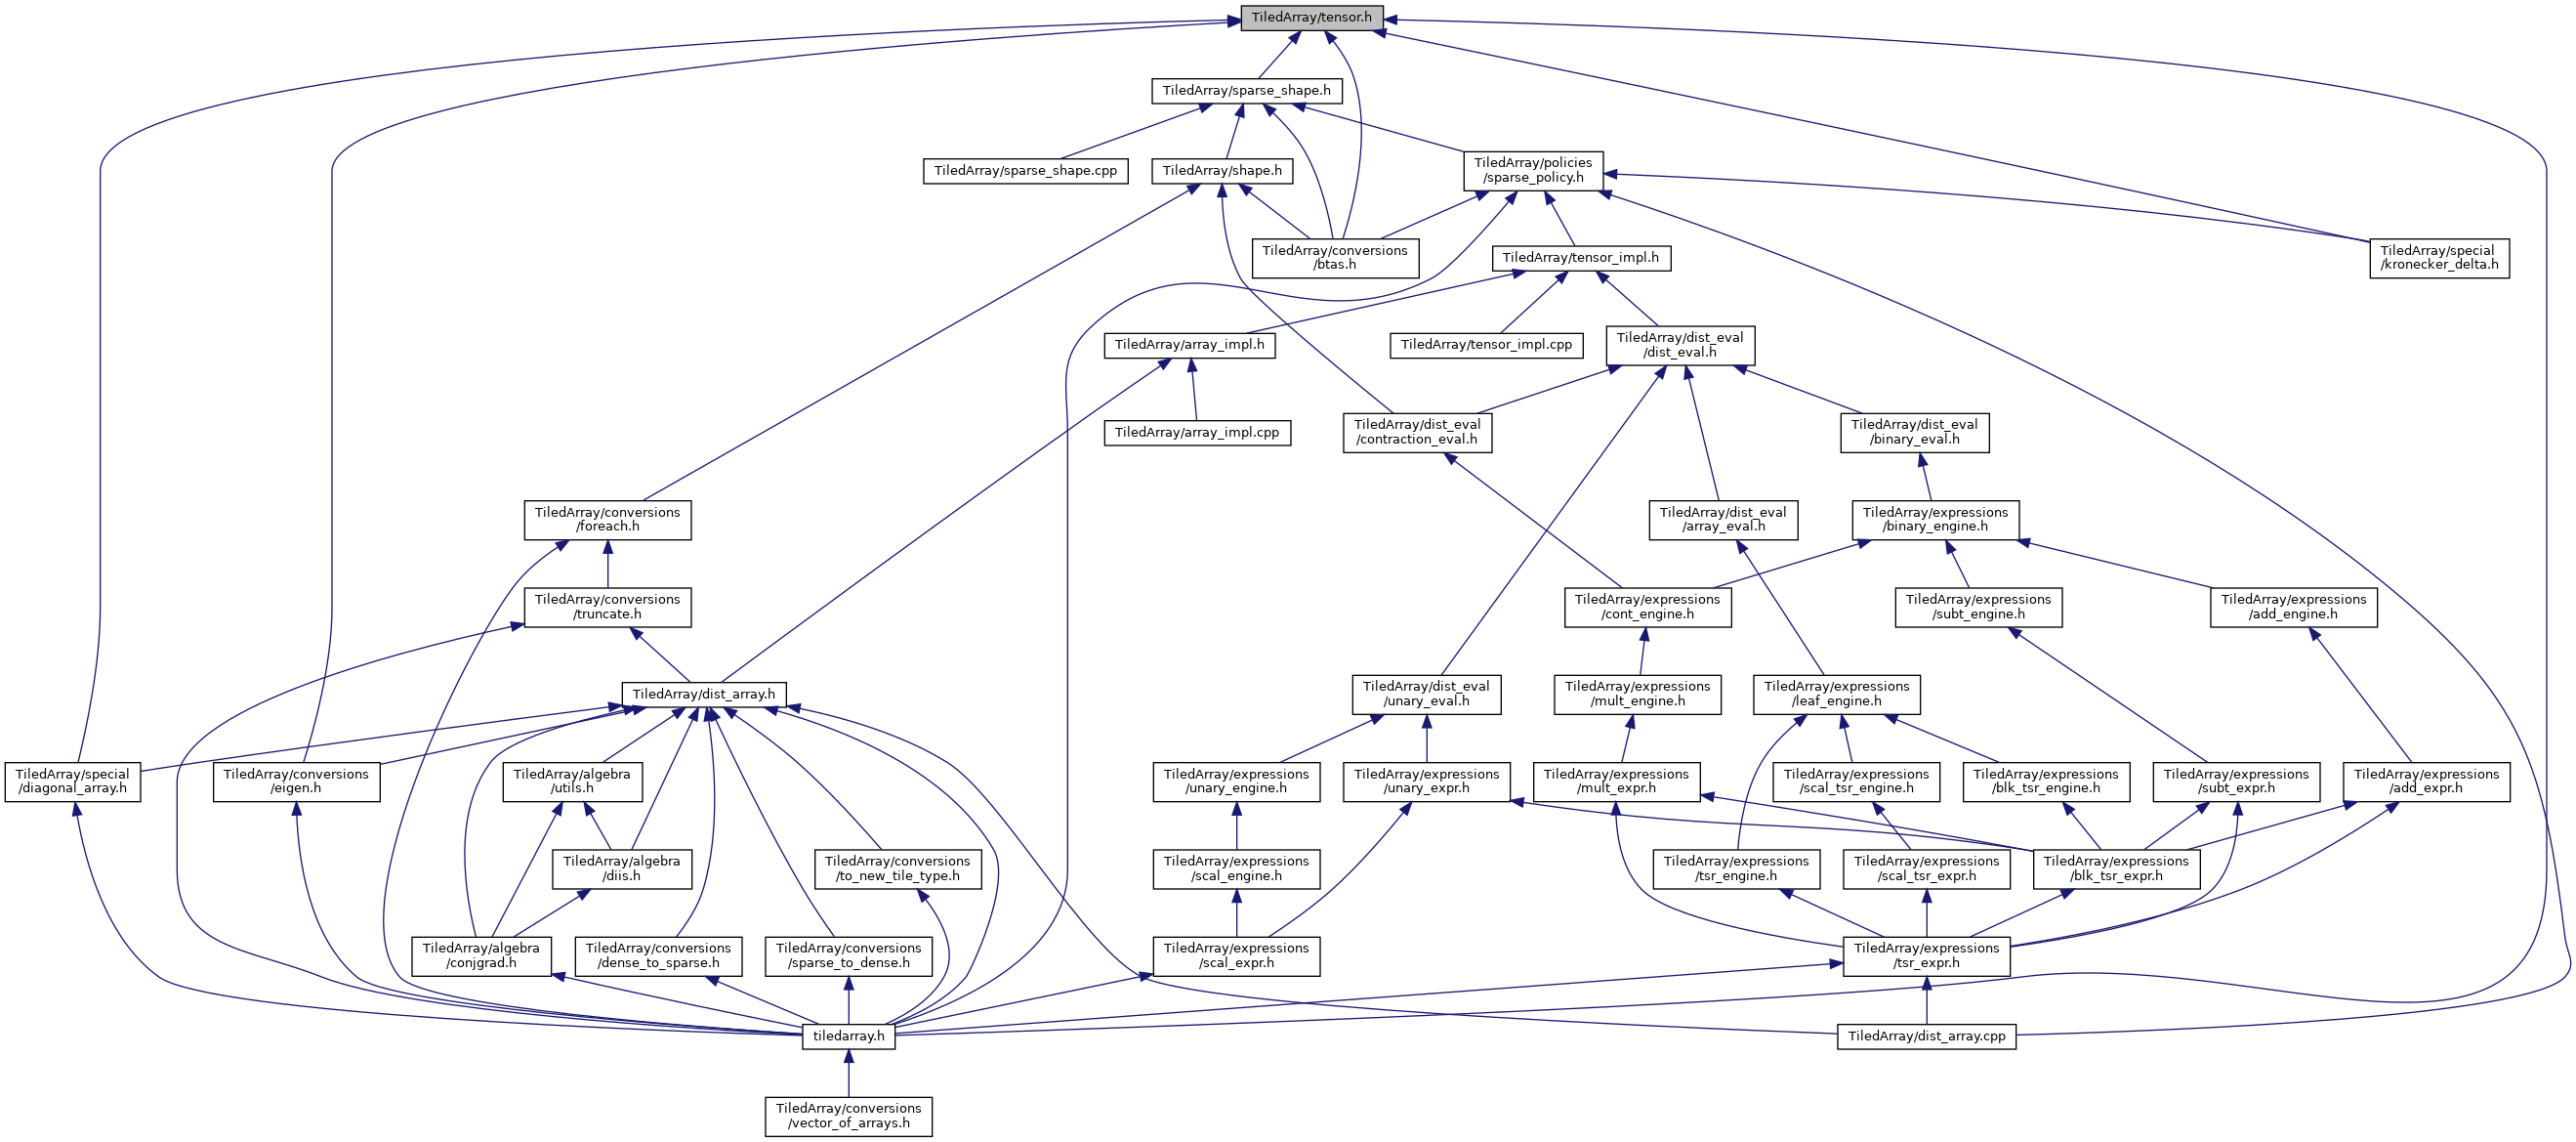 TiledArray/tensor.h
TiledArray/sparse_shape.h
TiledArray/sparse_shape.cpp
TiledArray/shape.h
TiledArray/policies
/sparse_policy.h
TiledArray/conversions
/btas.h
TiledArray/tensor_impl.h
TiledArray/special
/kronecker_delta.h
TiledArray/array_impl.h
TiledArray/tensor_impl.cpp
TiledArray/dist_eval
/dist_eval.h
TiledArray/array_impl.cpp
TiledArray/dist_eval
/contraction_eval.h
TiledArray/dist_eval
/binary_eval.h
TiledArray/conversions
/foreach.h
TiledArray/dist_eval
/array_eval.h
TiledArray/expressions
/binary_engine.h
TiledArray/conversions
/truncate.h
TiledArray/expressions
/cont_engine.h
TiledArray/expressions
/subt_engine.h
TiledArray/expressions
/add_engine.h
TiledArray/dist_array.h
TiledArray/dist_eval
/unary_eval.h
TiledArray/expressions
/mult_engine.h
TiledArray/expressions
/leaf_engine.h
TiledArray/special
/diagonal_array.h
TiledArray/conversions
/eigen.h
TiledArray/algebra
/utils.h
TiledArray/expressions
/unary_engine.h
TiledArray/expressions
/unary_expr.h
TiledArray/expressions
/mult_expr.h
TiledArray/expressions
/scal_tsr_engine.h
TiledArray/expressions
/blk_tsr_engine.h
TiledArray/expressions
/subt_expr.h
TiledArray/expressions
/add_expr.h
TiledArray/algebra
/diis.h
TiledArray/conversions
/to_new_tile_type.h
TiledArray/expressions
/scal_engine.h
TiledArray/expressions
/tsr_engine.h
TiledArray/expressions
/scal_tsr_expr.h
TiledArray/expressions
/blk_tsr_expr.h
TiledArray/algebra
/conjgrad.h
TiledArray/conversions
/dense_to_sparse.h
TiledArray/conversions
/sparse_to_dense.h
TiledArray/expressions
/scal_expr.h
TiledArray/expressions
/tsr_expr.h
tiledarray.h
TiledArray/dist_array.cpp
TiledArray/conversions
/vector_of_arrays.h